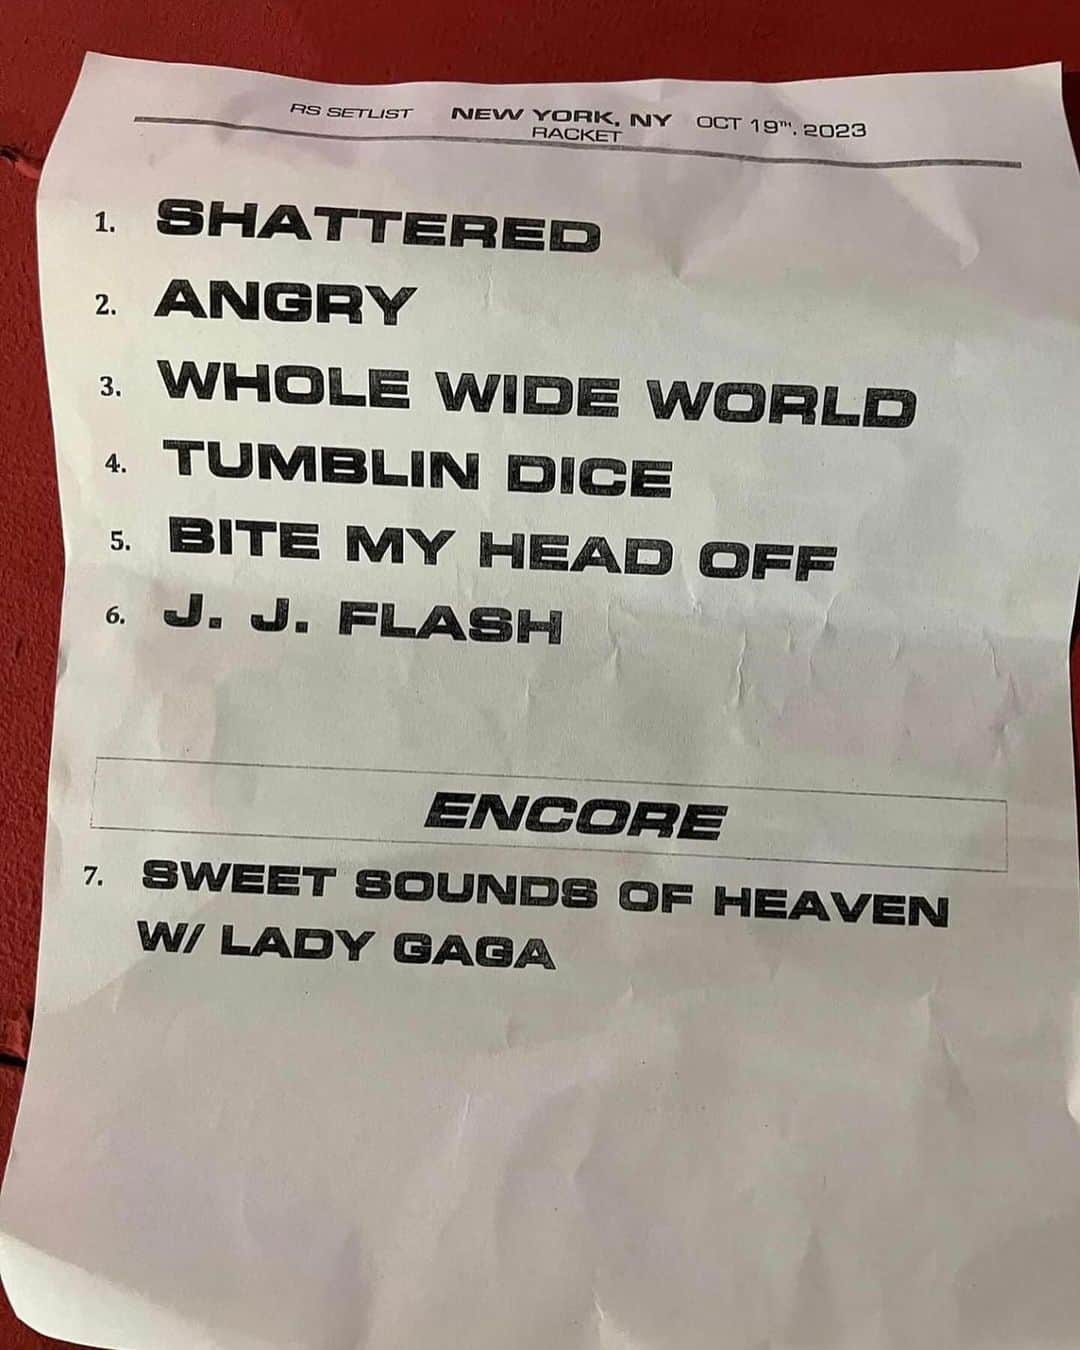 RS SETLIST NEW YORK, NY OCT 19TH, 2023
RACKET
1. SHATTERED
2. ANGRY
3. WHOLE WIDE WORLD
4. TUMBLIN DICE
5. BITE MY HEAD OFF
6. J. J. FLASH
ENCORE
7. SWEET SOUNDS OF HEAVEN
W/ LADY GAGA